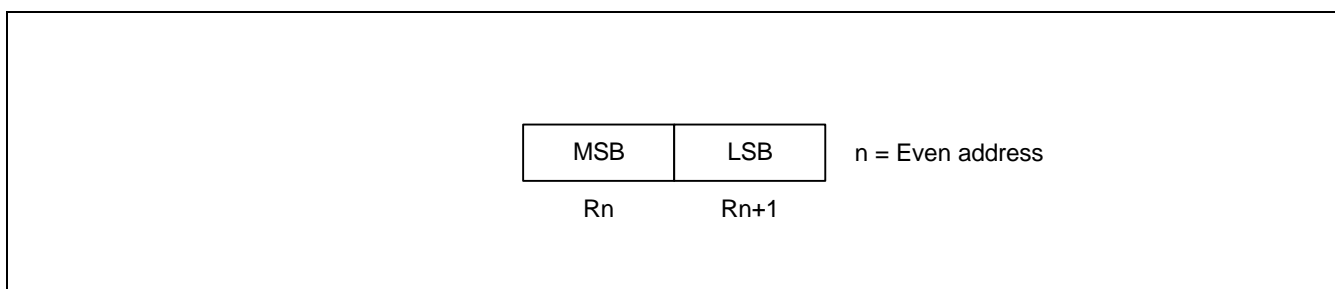 MSB LSB n = Even address
Rn Rn+1